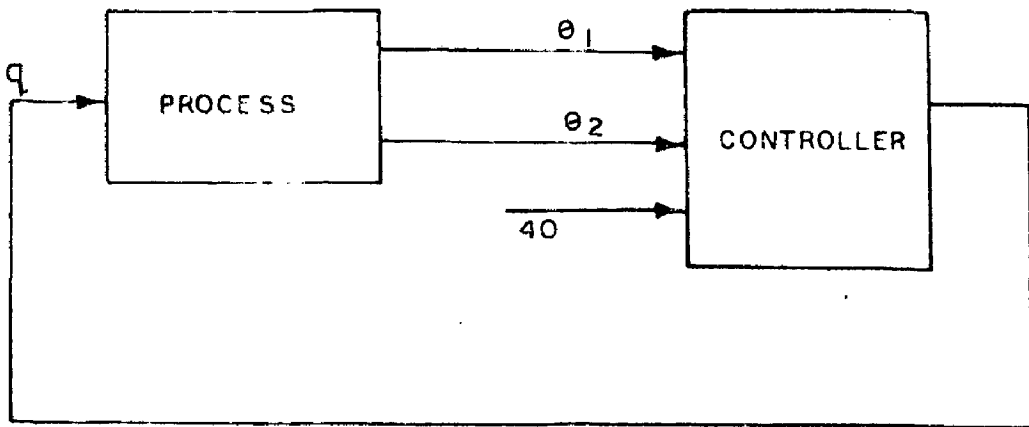 θ1
q
PROCESS
θ2
CONTROLLER
40